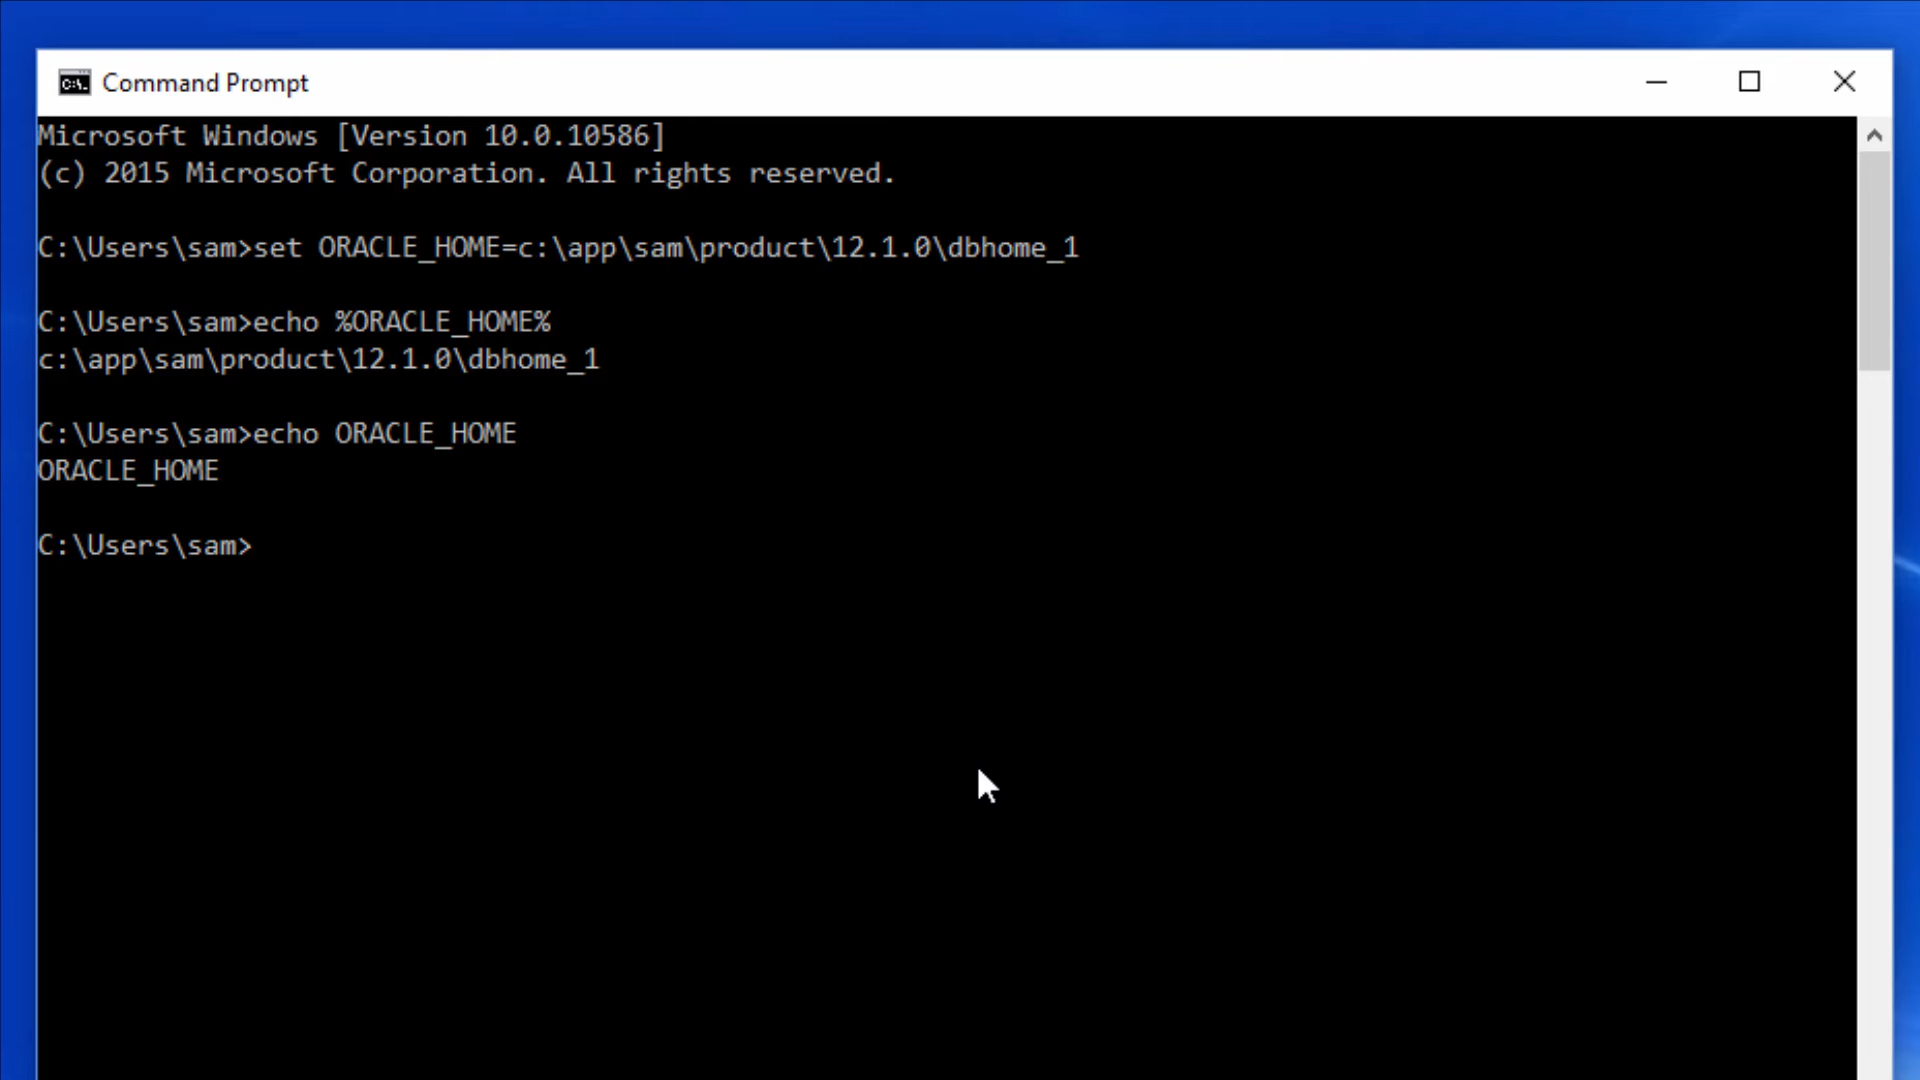 Command Prompt
Microsoft Windows [Version 10.0.10586]
(c) 2015 Microsoft Corporation. All rights reserved.
C:\Users\sam>set ORACLE_HOME=c:\app\sam\product\12.1.0\dbhome_1
C:\Users\sam>echo %ORACLE_HOME%
c:\app\sam\product\12.1.0\dbhome_1
C:\Users\sam>echo ORACLE_HOME
ORACLE_HOME
C:\Users\sam>